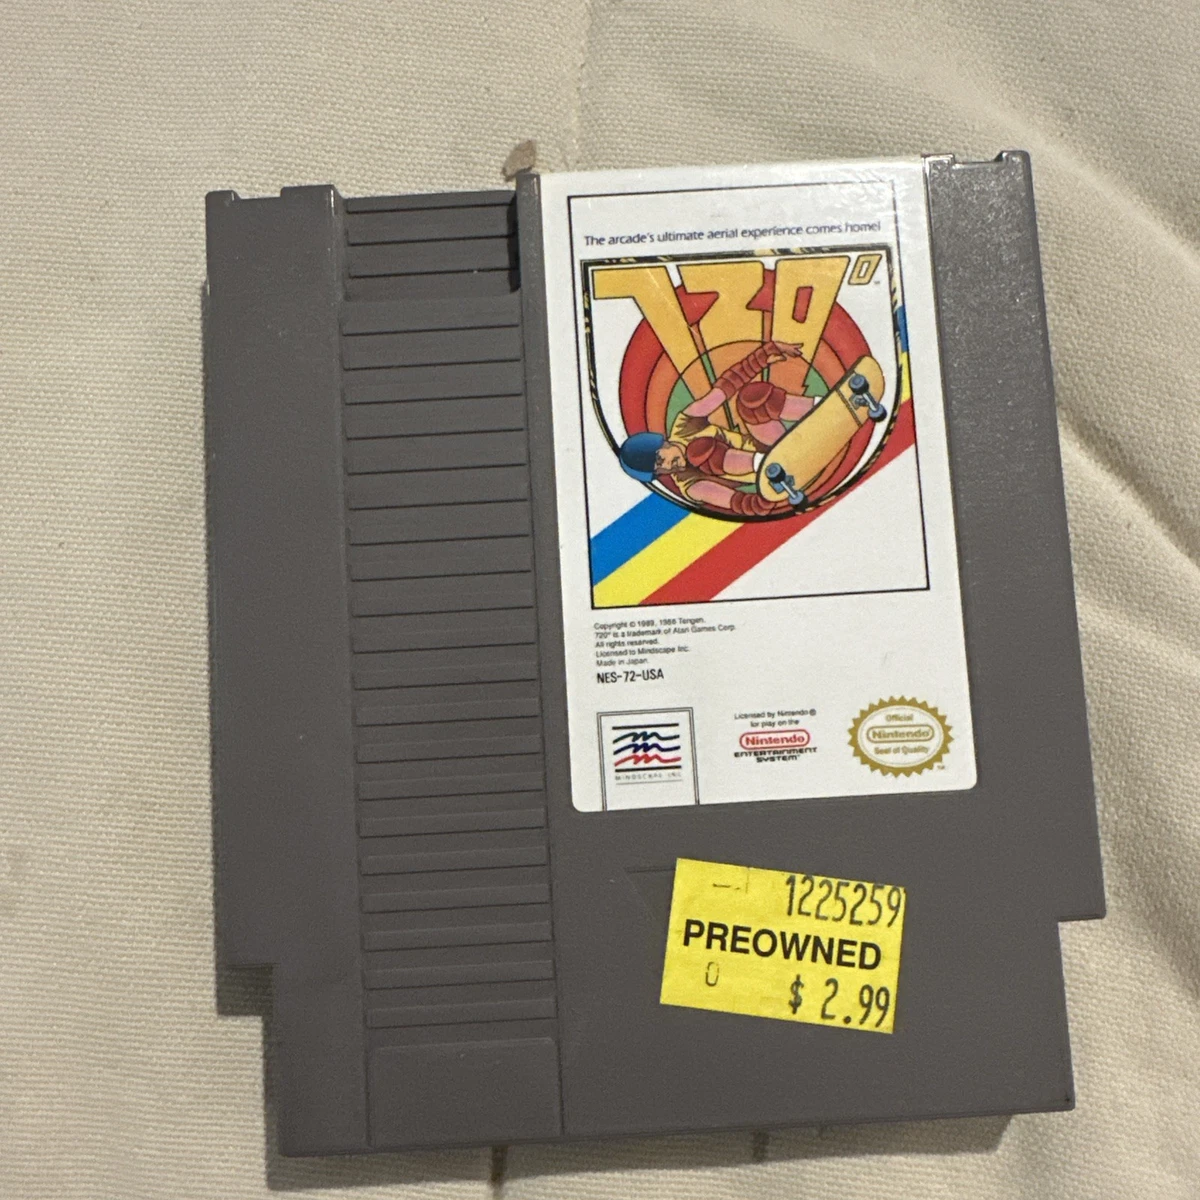 The arcade's ultimate aerial experience comes home!
720°
Copyright © 1989, 1986 Tengen.
720° is a trademark of Atari Games Corp.
All rights reserved.
Licensed to Mindscape Inc.
Made in Japan
NES-72-USA
MINDSCAPE INC
Licensed by Nintendo®
for play on the
Nintendo
ENTERTAINMENT
SYSTEM
Official
Nintendo
Seal of Quality
TM
1225259
PREOWNED
0
$ 2.99